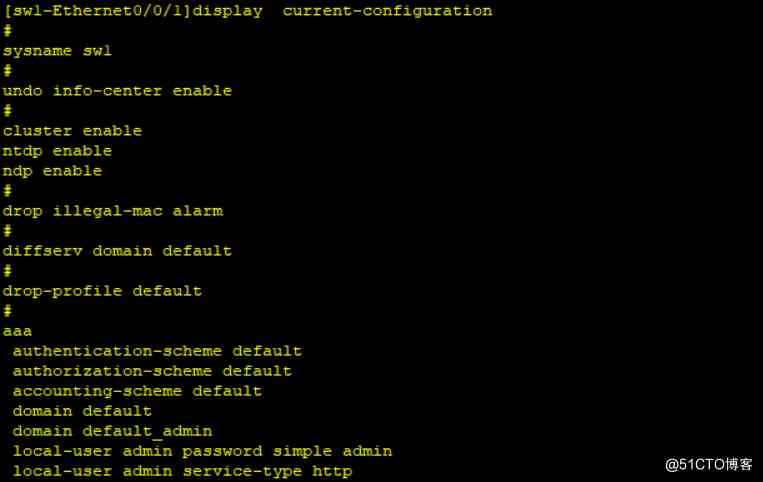 [sw1-Ethernet0/0/1]display  current-configuration
#
sysname sw1
#
undo info-center enable
#
cluster enable
ntdp enable
ndp enable
#
drop illegal-mac alarm
#
diffserv domain default
#
drop-profile default
#
aaa
 authentication-scheme default
 authorization-scheme default
 accounting-scheme default
 domain default
 domain default_admin
 local-user admin password simple admin
 local-user admin service-type http
@51CTO博客